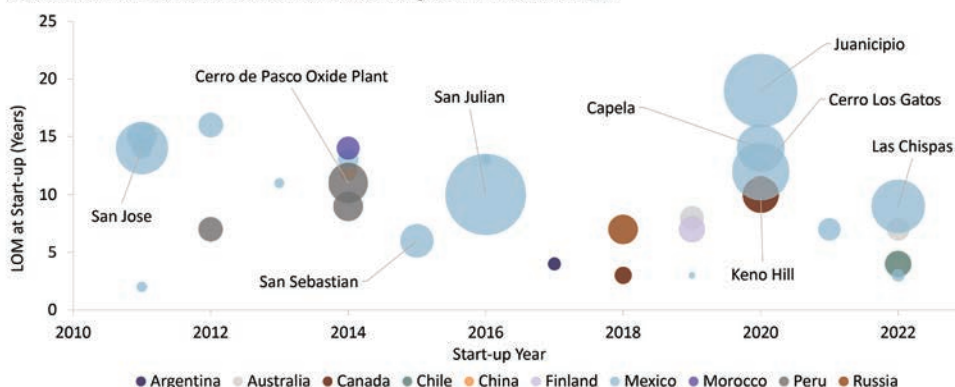 25
20
15
10
5
0
LOM at Start-up (Years)
2010
2012
2014
2016
2018
2020
2022
Start-up Year
San Jose
Cerro de Pasco Oxide Plant
San Sebastian
San Julian
Capela
Juanicipio
Cerro Los Gatos
Las Chispas
Keno Hill
Argentina
Australia
Canada
Chile
China
Finland
Mexico
Morocco
Peru
Russia